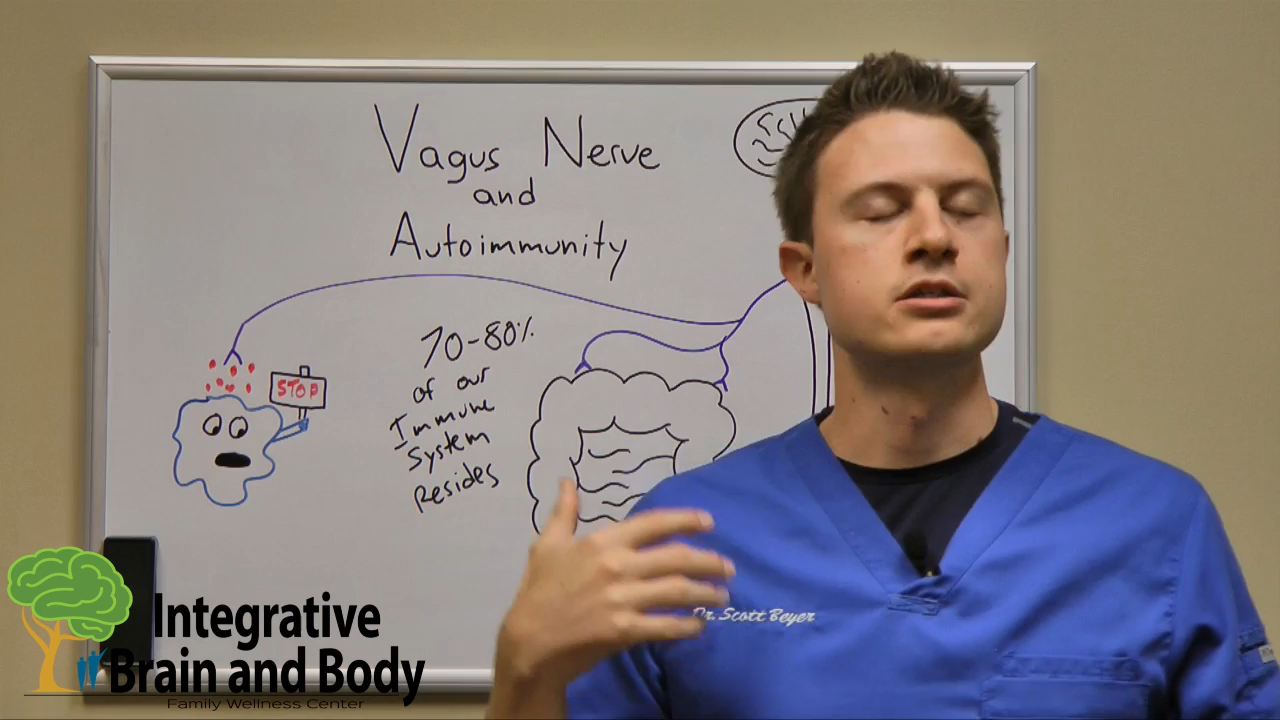 Vagus Nerve
and
Autoimmunity
70-80%
of our
Immune
System
Resides
STOP
Dr. Scott Beyer
Integrative
Brain and Body
Family Wellness Center